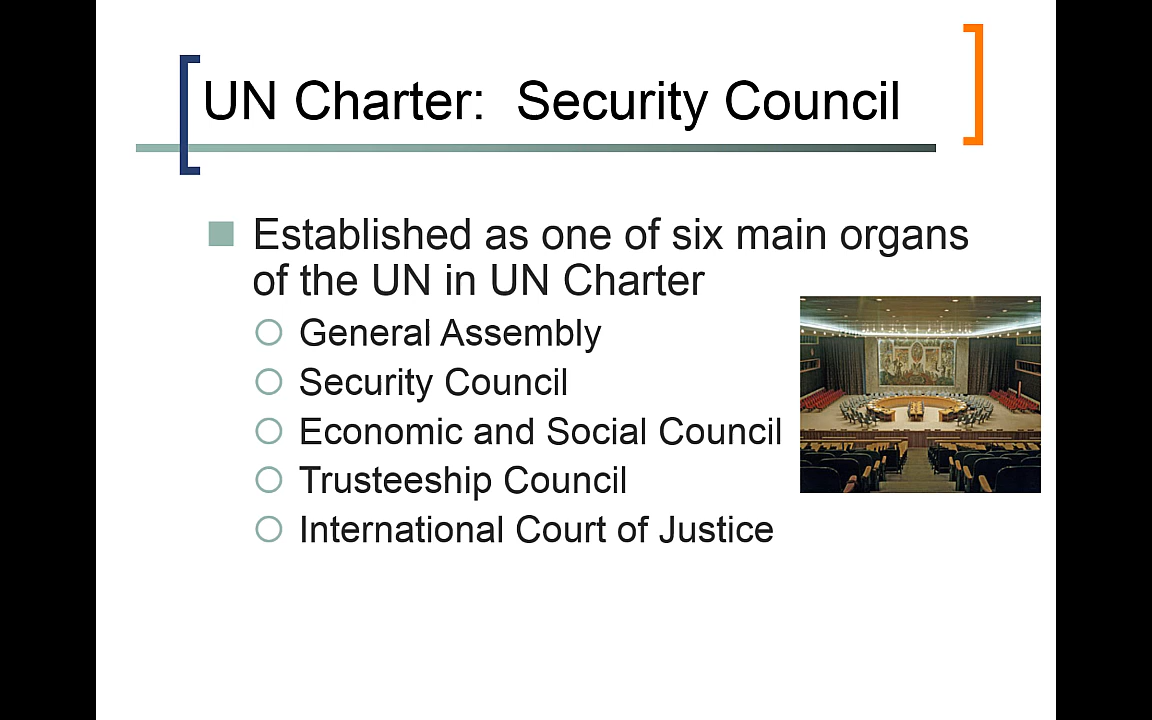 UN Charter: Security Council
Established as one of six main organs
of the UN in UN Charter
General Assembly
Security Council
Economic and Social Council
Trusteeship Council
International Court of Justice